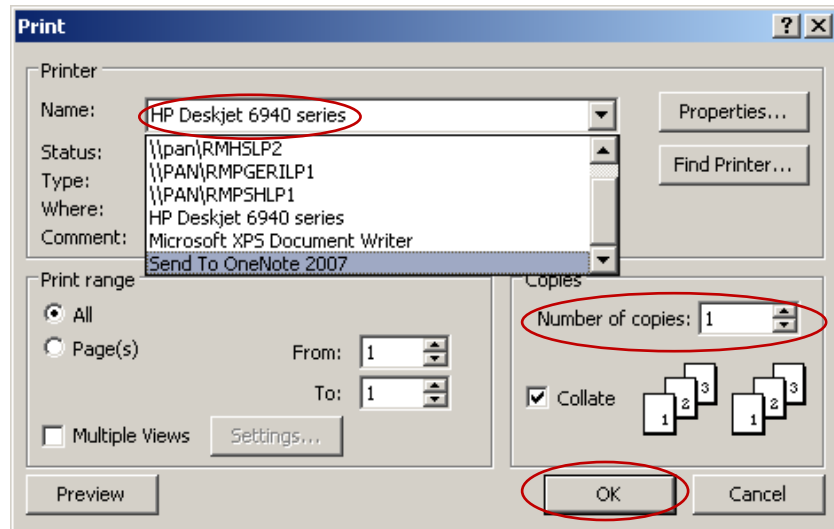 Print
Printer
Name: HP Deskjet 6940 series Properties...
Status: \\pan\RMHSLP2 Find Printer...
Type: \\PAN\RMPGERILP1
Where: \\PAN\RMPSHLP1
HP Deskjet 6940 series
Comment: Microsoft XPS Document Writer
Send To OneNote 2007
Print range
All
Page(s) From: 1
To: 1
Multiple Views Settings...
Copies
Number of copies: 1
Collate 1 2 3 1 2 3
Preview OK Cancel